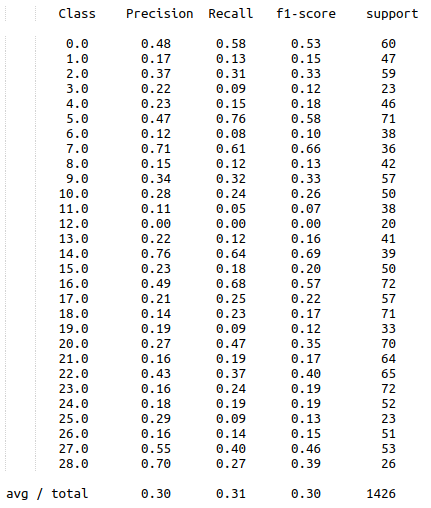 Class Precision Recall f1-score support
0.0 0.48 0.58 0.53 60
1.0 0.17 0.13 0.15 47
2.0 0.37 0.31 0.33 59
3.0 0.22 0.09 0.12 23
4.0 0.23 0.15 0.18 46
5.0 0.47 0.76 0.58 71
6.0 0.12 0.08 0.10 38
7.0 0.71 0.61 0.66 36
8.0 0.15 0.12 0.13 42
9.0 0.34 0.32 0.33 57
10.0 0.28 0.24 0.26 50
11.0 0.11 0.05 0.07 38
12.0 0.00 0.00 0.00 20
13.0 0.22 0.12 0.16 41
14.0 0.76 0.64 0.69 39
15.0 0.23 0.18 0.20 50
16.0 0.49 0.68 0.57 72
17.0 0.21 0.25 0.22 57
18.0 0.14 0.23 0.17 71
19.0 0.19 0.09 0.12 33
20.0 0.27 0.47 0.35 70
21.0 0.16 0.19 0.17 64
22.0 0.43 0.37 0.40 65
23.0 0.16 0.24 0.19 72
24.0 0.18 0.19 0.19 52
25.0 0.29 0.09 0.13 23
26.0 0.16 0.14 0.15 51
27.0 0.55 0.40 0.46 53
28.0 0.70 0.27 0.39 26
avg / total 0.30 0.31 0.30 1426